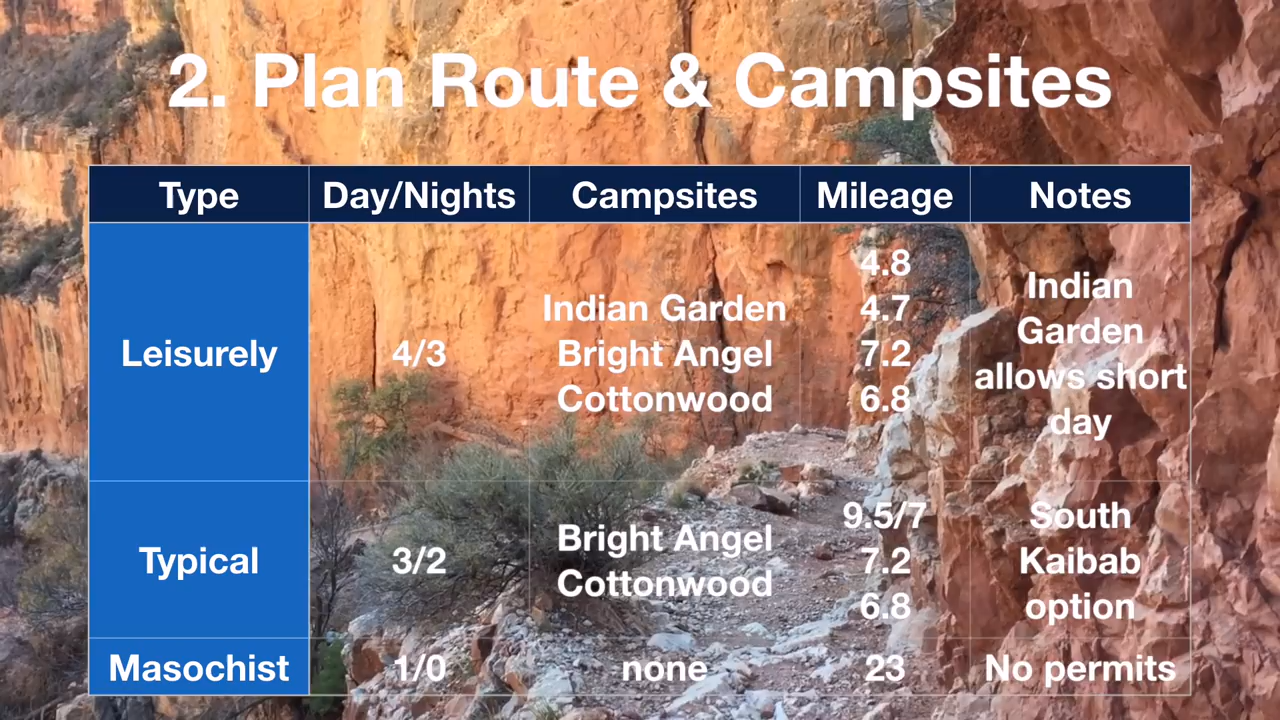 2. Plan Route & Campsites
Type Day/Nights Campsites Mileage Notes
Leisurely
4/3
Indian Garden
Bright Angel
Cottonwood
4.8
4.7
7.2
6.8
Indian
Garden
allows short
day
Typical
3/2
Bright Angel
Cottonwood
9.5/7
7.2
6.8
South
Kaibab
option
Masochist 1/0 none 23 No permits